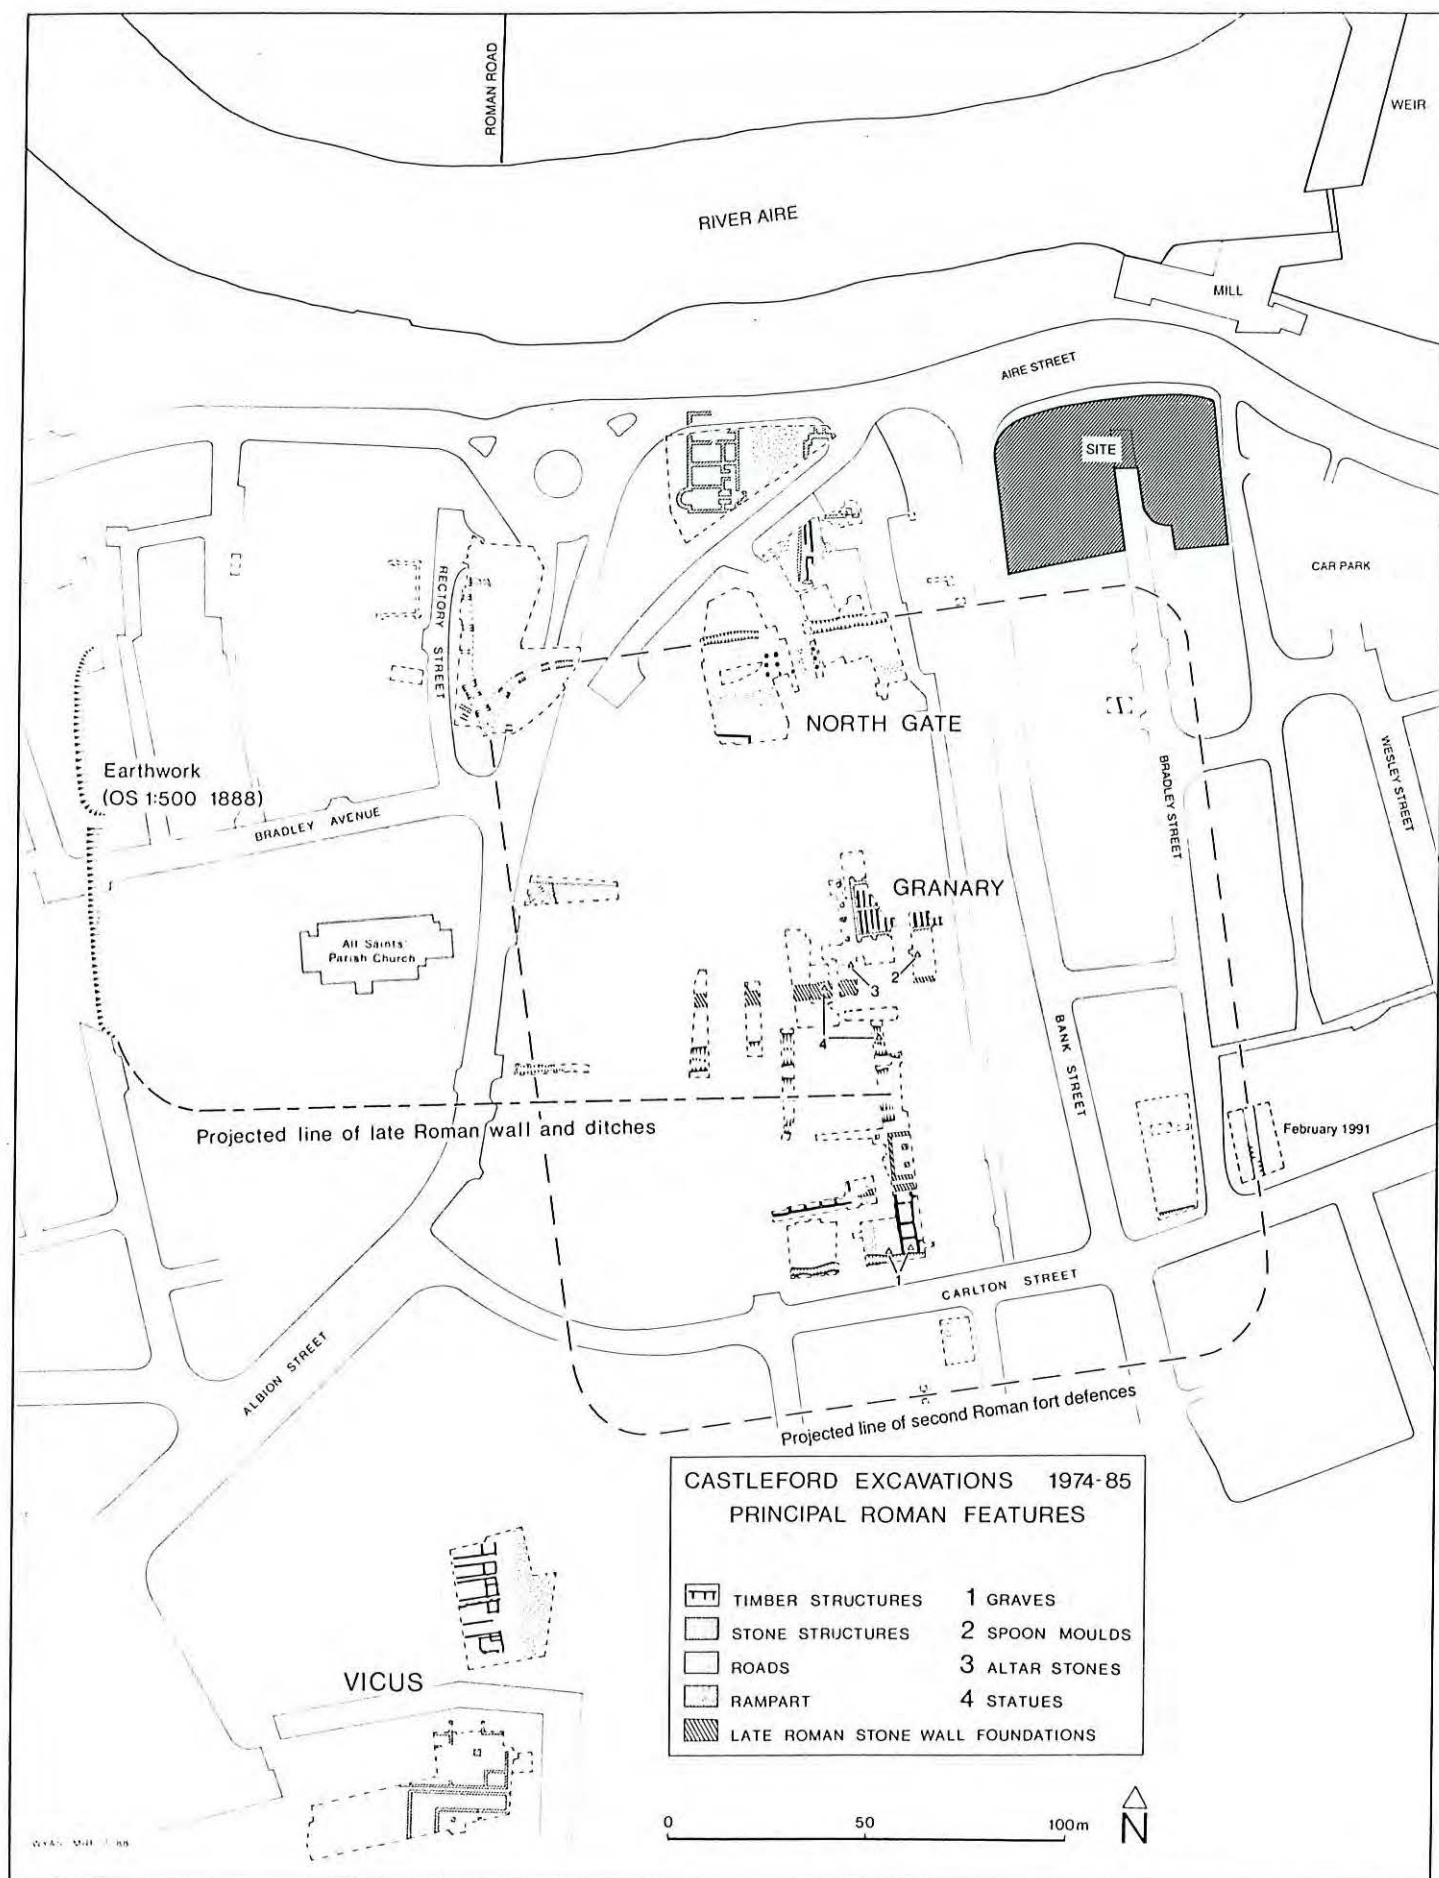 ROMAN ROAD
WEIR
RIVER AIRE
MILL
AIRE STREET
SITE
CAR PARK
RECTORY STREET
NORTH GATE
Earthwork
(OS 1:500 1888)
BRADLEY AVENUE
BRADLEY STREET
WESLEY STREET
GRANARY
All Saints'
Parish Church
2
3
4
BANK STREET
Projected line of late Roman wall and ditches
February 1991
1
CARLTON STREET
ALBION STREET
Projected line of second Roman fort defences
CASTLEFORD EXCAVATIONS 1974-85
PRINCIPAL ROMAN FEATURES
TIMBER STRUCTURES
STONE STRUCTURES
ROADS
RAMPART
LATE ROMAN STONE WALL FOUNDATIONS
1 GRAVES
2 SPOON MOULDS
3 ALTAR STONES
4 STATUES
VICUS
0 50 100m
N